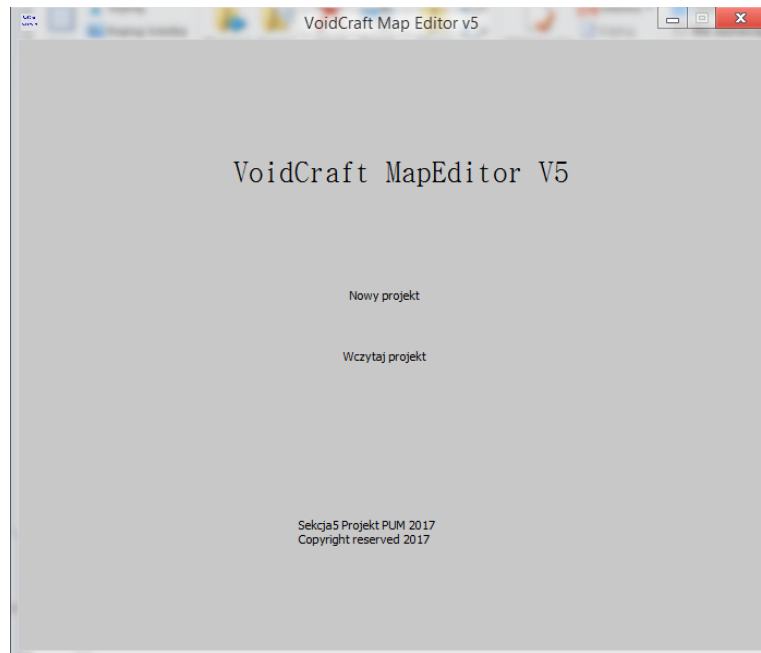 VoidCraft Map Editor v5
VoidCraft MapEditor V5
Nowy projekt
Wczytaj projekt
Sekcja5 Projekt PUM 2017
Copyright reserved 2017